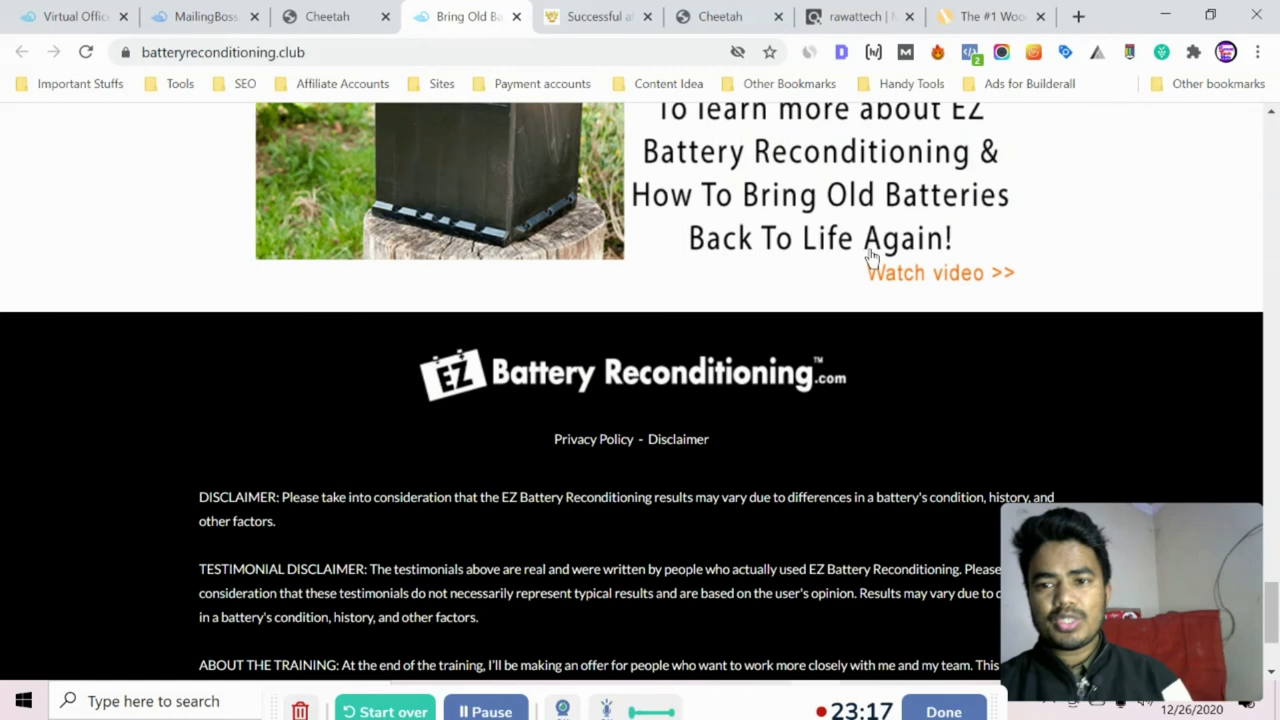 Virtual Offic
MailingBoss
Cheetah
Bring Old Ba
Successful af
Cheetah
rawattech | N
The #1 Woo
batteryreconditioning.club
2
Important Stuffs
Tools
SEO
Affiliate Accounts
Sites
Payment accounts
Content Idea
Other Bookmarks
Handy Tools
Ads for Builderall
Other bookmarks
To learn more about EZ
Battery Reconditioning &
How To Bring Old Batteries
Back To Life Again!
Watch video >>
EZ Battery Reconditioning™.com
Privacy Policy - Disclaimer
DISCLAIMER: Please take into consideration that the EZ Battery Reconditioning results may vary due to differences in a battery's condition, history, and
other factors.
TESTIMONIAL DISCLAIMER: The testimonials above are real and were written by people who actually used EZ Battery Reconditioning. Please
consideration that these testimonials do not necessarily represent typical results and are based on the user's opinion. Results may vary due to
in a battery's condition, history, and other factors.
ABOUT THE TRAINING: At the end of the training, I'll be making an offer for people who want to work more closely with me and my team. This
Type here to search
Start over
Pause
23:17
Done
12/26/2020